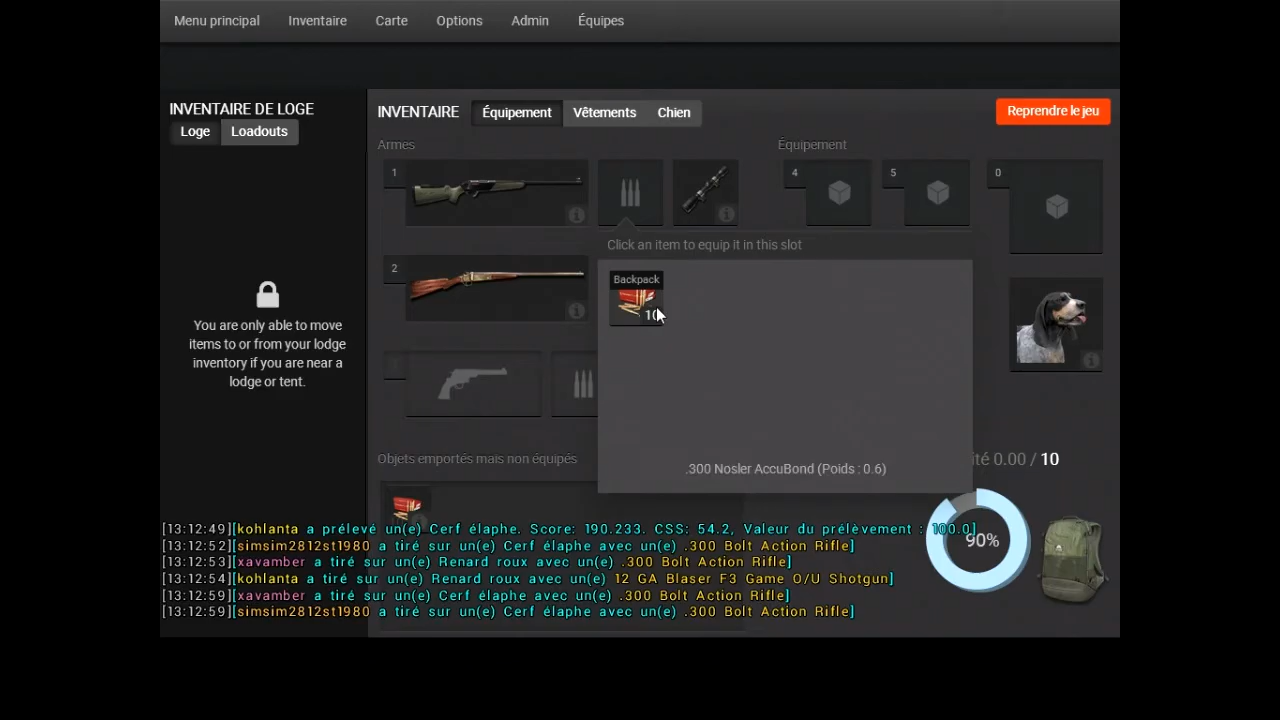 Menu principal Inventaire Carte Options Admin Équipes
INVENTAIRE DE LOGE
Loge Loadouts
INVENTAIRE Équipement Vêtements Chien
Reprendre le jeu
Armes
Équipement
1
4
5
0
Click an item to equip it in this slot
2
Backpack
10
You are only able to move
items to or from your lodge
inventory if you are near a
lodge or tent.
Objets emportés mais non équipés
.300 Nosler AccuBond (Poids : 0.6)
ité 0.00 / 10
90%
[13:12:49][kohlanta a prélevé un(e) Cerf élaphe. Score: 190.233. CSS: 54.2, Valeur du prélèvement : 100.0]
[13:12:52][simsim2812st1980 a tiré sur un(e) Cerf élaphe avec un(e) .300 Bolt Action Rifle]
[13:12:53][xavamber a tiré sur un(e) Renard roux avec un(e) .300 Bolt Action Rifle]
[13:12:54][kohlanta a tiré sur un(e) Renard roux avec un(e) 12 GA Blaser F3 Game O/U Shotgun]
[13:12:59][xavamber a tiré sur un(e) Cerf élaphe avec un(e) .300 Bolt Action Rifle]
[13:12:59][simsim2812st1980 a tiré sur un(e) Cerf élaphe avec un(e) .300 Bolt Action Rifle]